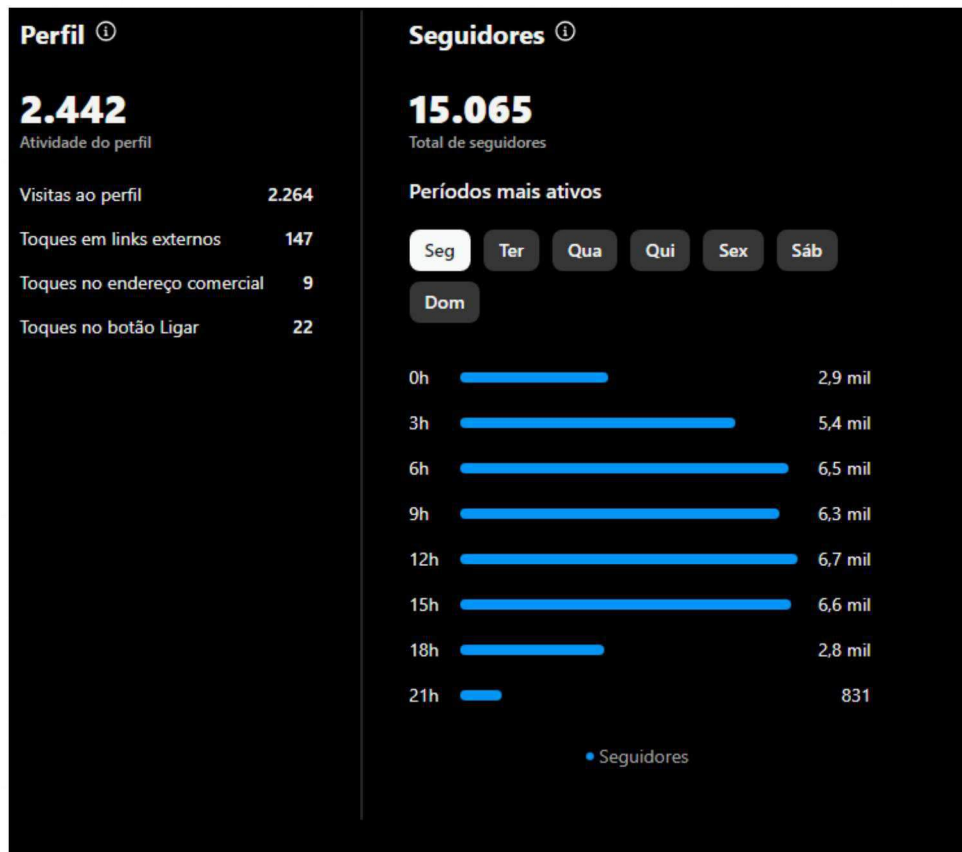 Perfil
2.442
Atividade do perfil
Visitas ao perfil 2.264
Toques em links externos 147
Toques no endereço comercial 9
Toques no botão Ligar 22
Seguidores
15.065
Total de seguidores
Períodos mais ativos
Seg Ter Qua Qui Sex Sáb
Dom
0h 2,9 mil
3h 5,4 mil
6h 6,5 mil
9h 6,3 mil
12h 6,7 mil
15h 6,6 mil
18h 2,8 mil
21h 831
Seguidores